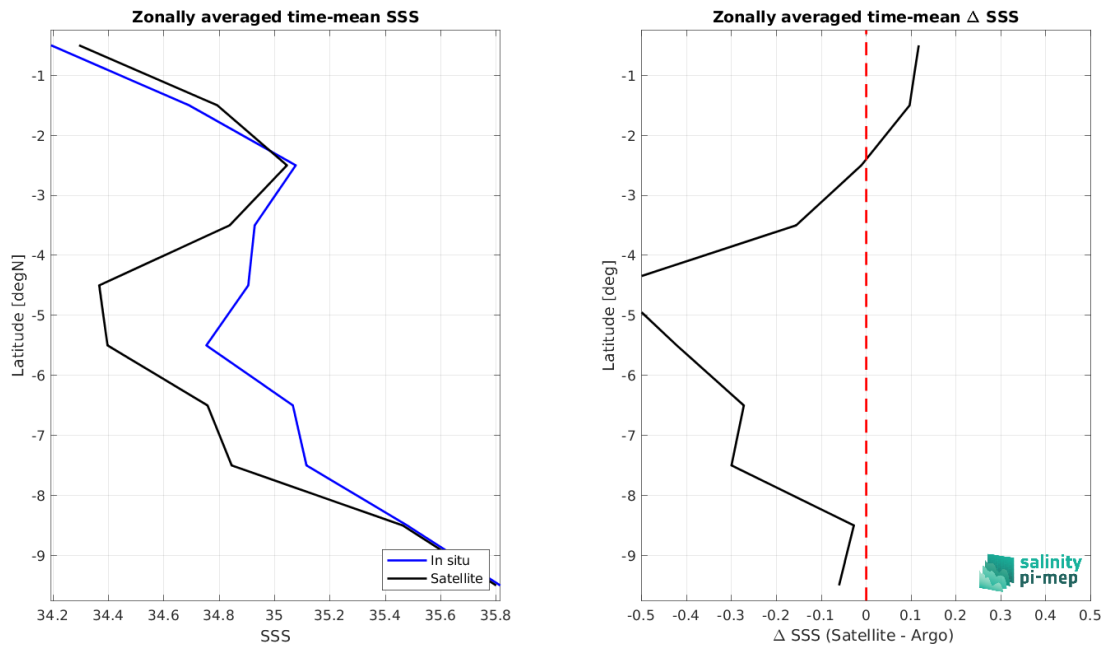 Zonally averaged time-mean SSS
-1
-2
-3
-4
-5
-6
-7
-8
-9
Latitude [degN]
In situ
Satellite
34.2 34.4 34.6 34.8 35 35.2 35.4 35.6 35.8
SSS
Zonally averaged time-mean Δ SSS
-1
-2
-3
-4
-5
-6
-7
-8
-9
Latitude [deg]
salinity
pi-mep
-0.5 -0.4 -0.3 -0.2 -0.1 0 0.1 0.2 0.3 0.4 0.5
Δ SSS (Satellite - Argo)